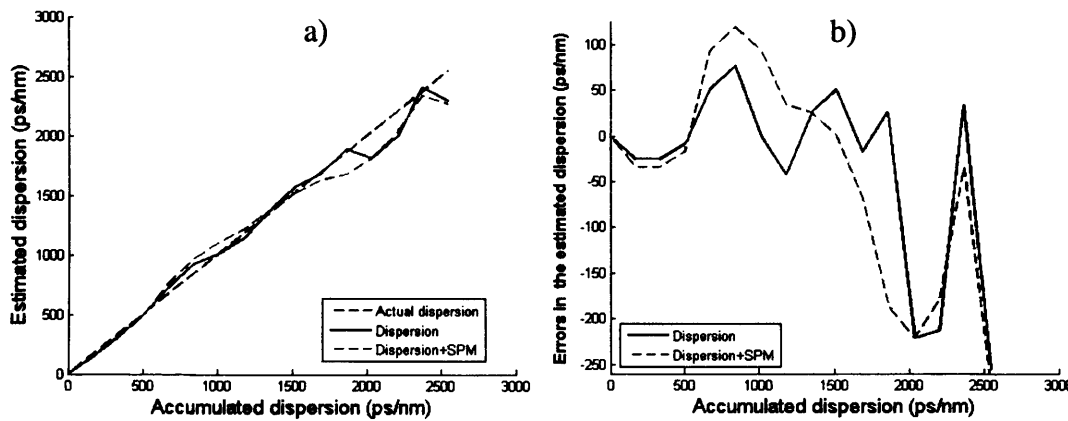 a)
3000
2500
2000
1500
1000
500
0
Estimated dispersion (ps/nm)
Actual dispersion
Dispersion
Dispersion+SPM
0 500 1000 1500 2000 2500 3000
Accumulated dispersion (ps/nm)
b)
100
50
0
-50
-100
-150
-200
-250
Errors in the estimated dispersion (ps/nm)
Dispersion
Dispersion+SPM
0 500 1000 1500 2000 2500 3000
Accumulated dispersion (ps/nm)